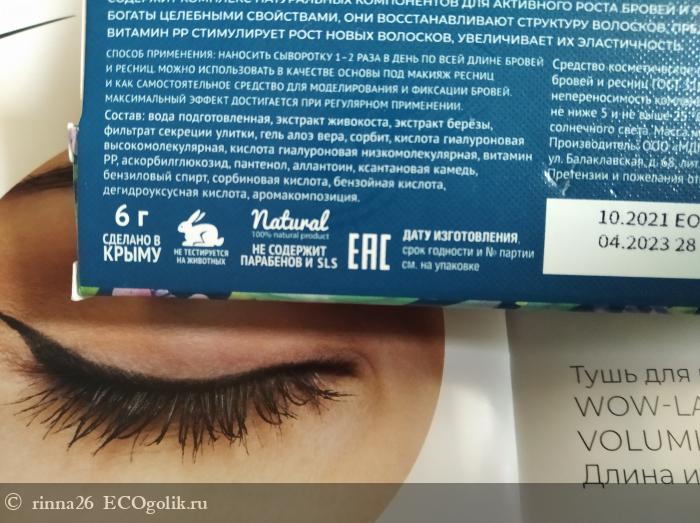 СОДЕРЖИТ КОМПЛЕКС НАТУРАЛЬНЫХ КОМПОНЕНТОВ ДЛЯ АКТИВНОГО РОСТА БРОВЕЙ И
БОГАТЫ ЦЕЛЕБНЫМИ СВОЙСТВАМИ, ОНИ ВОССТАНАВЛИВАЮТ СТРУКТУРУ ВОЛОСКОВ,
ВИТАМИН PP СТИМУЛИРУЕТ РОСТ НОВЫХ ВОЛОСКОВ, УВЕЛИЧИВАЕТ ИХ ЭЛАСТИЧНОСТЬ.
СПОСОБ ПРИМЕНЕНИЯ: НАНОСИТЬ СЫВОРОТКУ 1–2 РАЗА В ДЕНЬ ПО ВСЕЙ ДЛИНЕ БРОВЕЙ
И РЕСНИЦ. МОЖНО ИСПОЛЬЗОВАТЬ В КАЧЕСТВЕ ОСНОВЫ ПОД МАКИЯЖ РЕСНИЦ
И КАК САМОСТОЯТЕЛЬНОЕ СРЕДСТВО ДЛЯ МОДЕЛИРОВАНИЯ И ФИКСАЦИИ БРОВЕЙ.
МАКСИМАЛЬНЫЙ ЭФФЕКТ ДОСТИГАЕТСЯ ПРИ РЕГУЛЯРНОМ ПРИМЕНЕНИИ.
Состав: вода подготовленная, экстракт живокоста, экстракт берёзы,
фильтрат секреции улитки, гель алоэ вера, сорбит, кислота гиалуроновая
высокомолекулярная, кислота гиалуроновая низкомолекулярная, витамин
PP, аскорбилглюкозид, пантенол, аллантоин, ксантановая камедь,
бензиловый спирт, сорбиновая кислота, бензойная кислота,
дегидроуксусная кислота, аромакомпозиция.
Средство косметическое
бровей и ресниц ГОСТ
непереносимость
не ниже 5 и не выше 25
солнечного света. Масса
Производитель: ООО
ул. Балаклавская, д. 68,
Претензии и пожелания
6 г
СДЕЛАНО В
КРЫМУ
НЕ ТЕСТИРУЕТСЯ
НА ЖИВОТНЫХ
Natural
100% natural product
НЕ СОДЕРЖИТ
ПАРАБЕНОВ И SLS
EAC
ДАТУ ИЗГОТОВЛЕНИЯ,
срок годности и № партии
см. на упаковке
10.2021 EO
04.2023 28
Тушь для
WOW-LA
VOLUMI
Длина и
© rinna26 ECOgolik.ru